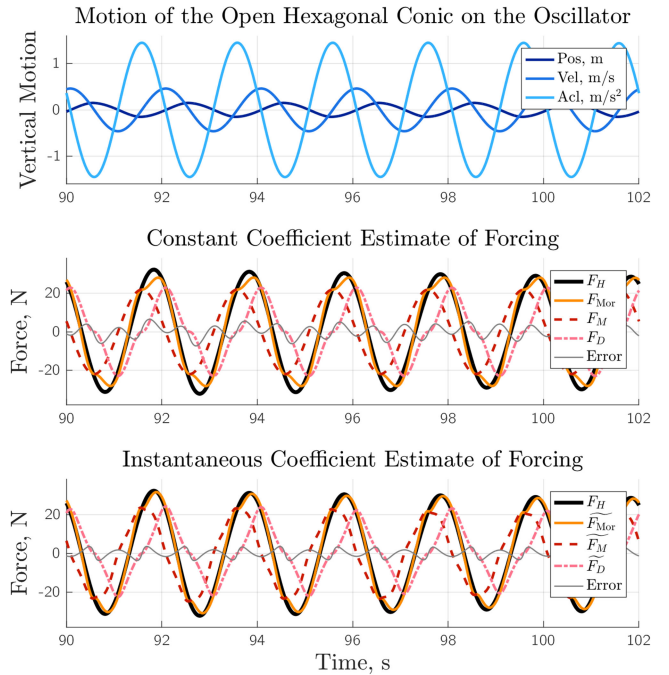 Motion of the Open Hexagonal Conic on the Oscillator
Vertical Motion
1
0
-1
Pos, m
Vel, m/s
Acl, m/s²
90 92 94 96 98 100 102
Constant Coefficient Estimate of Forcing
Force, N
20
0
-20
F_H
F_Mor
F_M
F_D
Error
90 92 94 96 98 100 102
Instantaneous Coefficient Estimate of Forcing
Force, N
20
0
-20
F_H
F̃_Mor
F̃_M
F̃_D
Error
90 92 94 96 98 100 102
Time, s